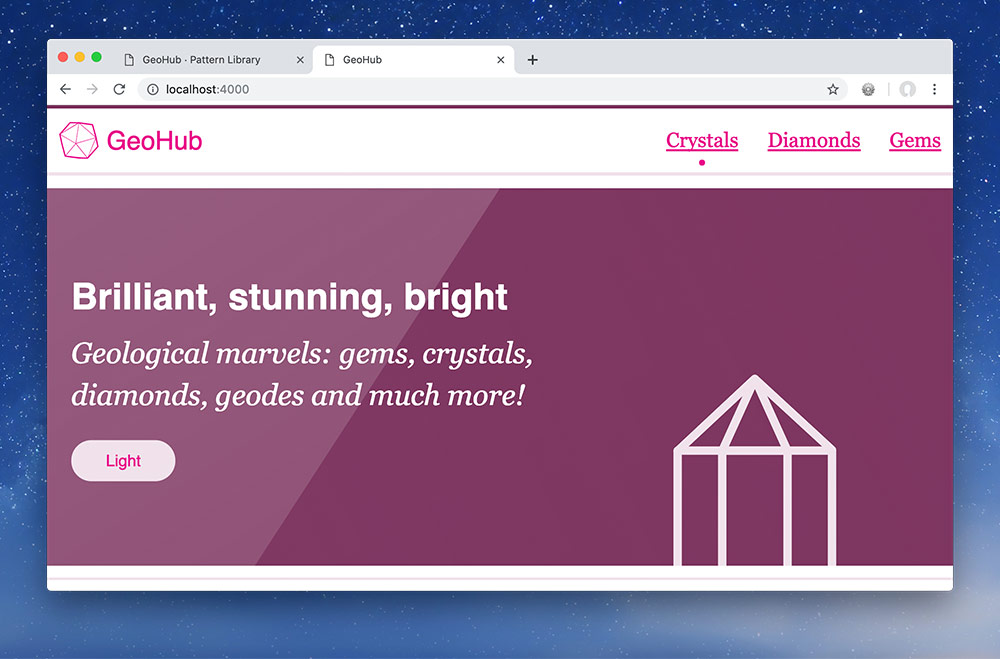 GeoHub · Pattern Library
GeoHub
localhost:4000
GeoHub
Crystals
Diamonds
Gems
Brilliant, stunning, bright
Geological marvels: gems, crystals,
diamonds, geodes and much more!
Light